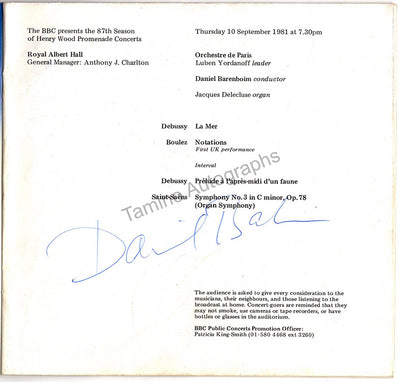 The BBC presents the 87th Season
of Henry Wood Promenade Concerts
Royal Albert Hall
General Manager: Anthony J. Charlton
Thursday 10 September 1981 at 7.30pm
Orchestre de Paris
Luben Yordanoff leader
Daniel Barenboim conductor
Jacques Delecluse organ
Debussy La Mer
Boulez Notations
First UK performance
Interval
Debussy Prélude à l'après-midi d'un faune
Saint-Saëns Symphony No.3 in C minor, Op.78
(Organ Symphony)
Tamino Autographs
The audience is asked to give every consideration to the
musicians, their neighbours, and those listening to the
broadcast at home. Concert-goers are reminded that they
may not smoke, use cameras or tape recorders, or have
bottles or glasses in the auditorium.
BBC Public Concerts Promotion Officer:
Patricia King-Smith (01-580 4468 ext 3260)